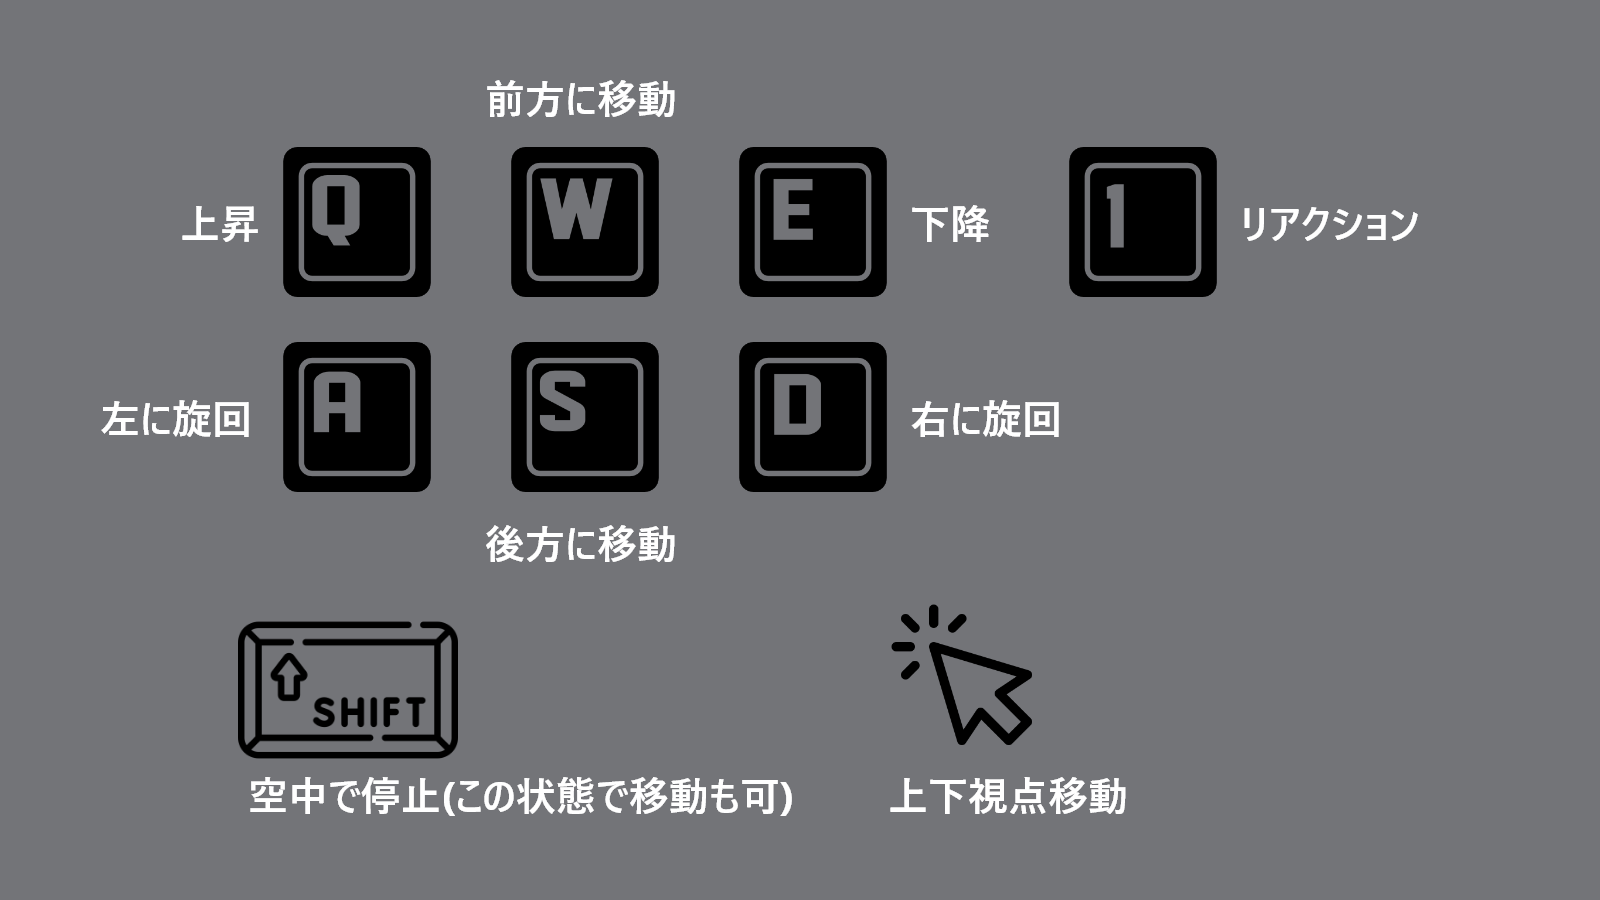 前方に移動
上昇 Q W E 下降 1 リアクション
左に旋回 A S D 右に旋回
後方に移動
SHIFT
空中で停止(この状態で移動も可) 上下視点移動